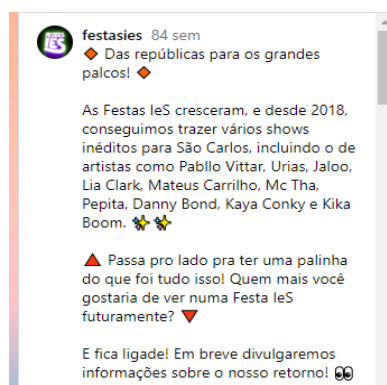 festasies 84 sem
🔸 Das repúblicas para os grandes
palcos! 🔸
As Festas IeS cresceram, e desde 2018,
conseguimos trazer vários shows
inéditos para São Carlos, incluindo o de
artistas como Pabllo Vittar, Urias, Jaloo,
Lia Clark, Mateus Carrilho, Mc Tha,
Pepita, Danny Bond, Kaya Conky e Kika
Boom. ✨ ✨
🔺 Passa pro lado pra ter uma palinha
do que foi tudo isso! Quem mais você
gostaria de ver numa Festa IeS
futuramente? 🔻
E fica ligade! Em breve divulgaremos
informações sobre o nosso retorno! 👀